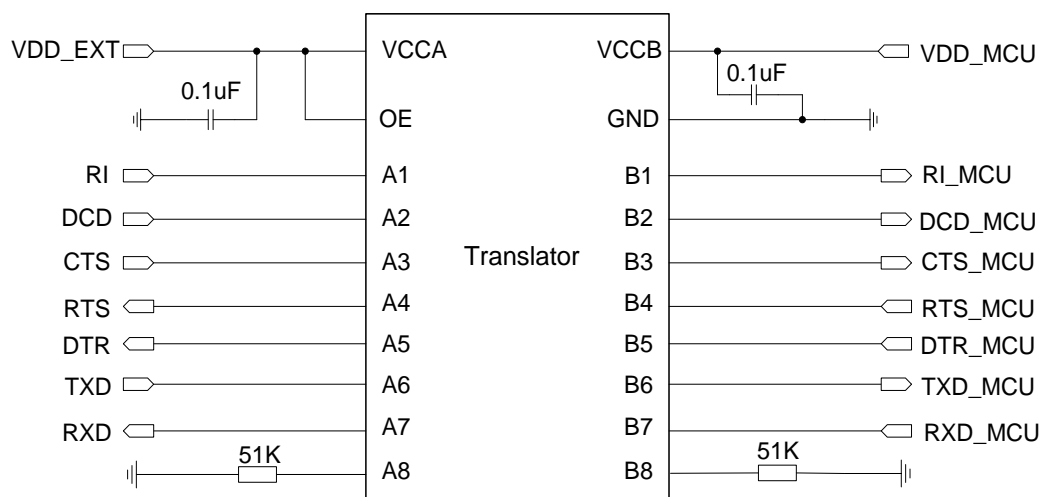 VDD_EXT VCCA VCCB VDD_MCU
0.1uF 0.1uF
OE GND
RI A1 B1 RI_MCU
DCD A2 B2 DCD_MCU
CTS A3 Translator B3 CTS_MCU
RTS A4 B4 RTS_MCU
DTR A5 B5 DTR_MCU
TXD A6 B6 TXD_MCU
RXD A7 B7 RXD_MCU
51K A8 B8 51K